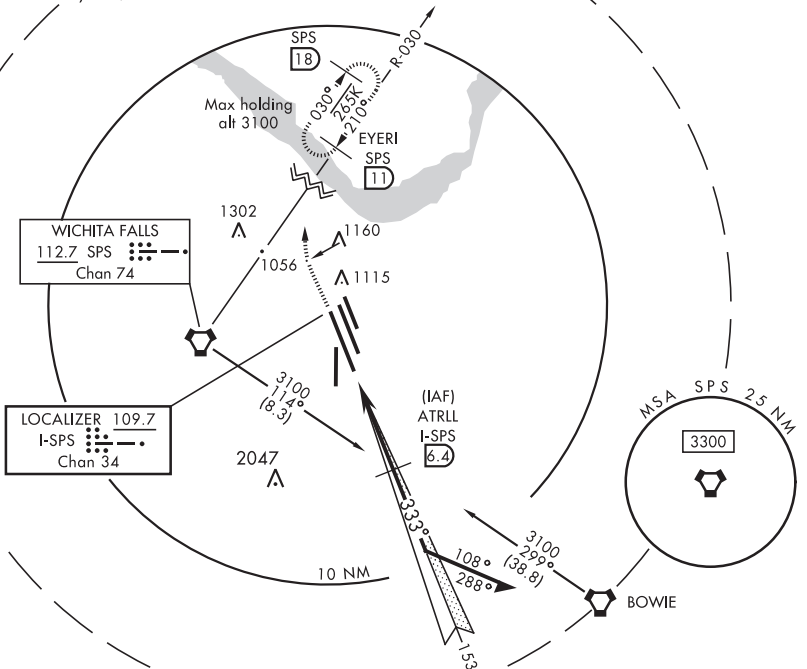 R-030
SPS
18
030°
265K
210°
Max holding
alt 3100
EYERI
SPS
11
1302
1160
WICHITA FALLS
112.7 SPS
Chan 74
1056
1115
3100
114°
(8.3)
(IAF)
ATRLL
I-SPS
6.4
LOCALIZER 109.7
I-SPS
Chan 34
2047
MSA SPS 25 NM
3300
333°
3100
299°
(38.8)
108°
288°
10 NM
BOWIE
153